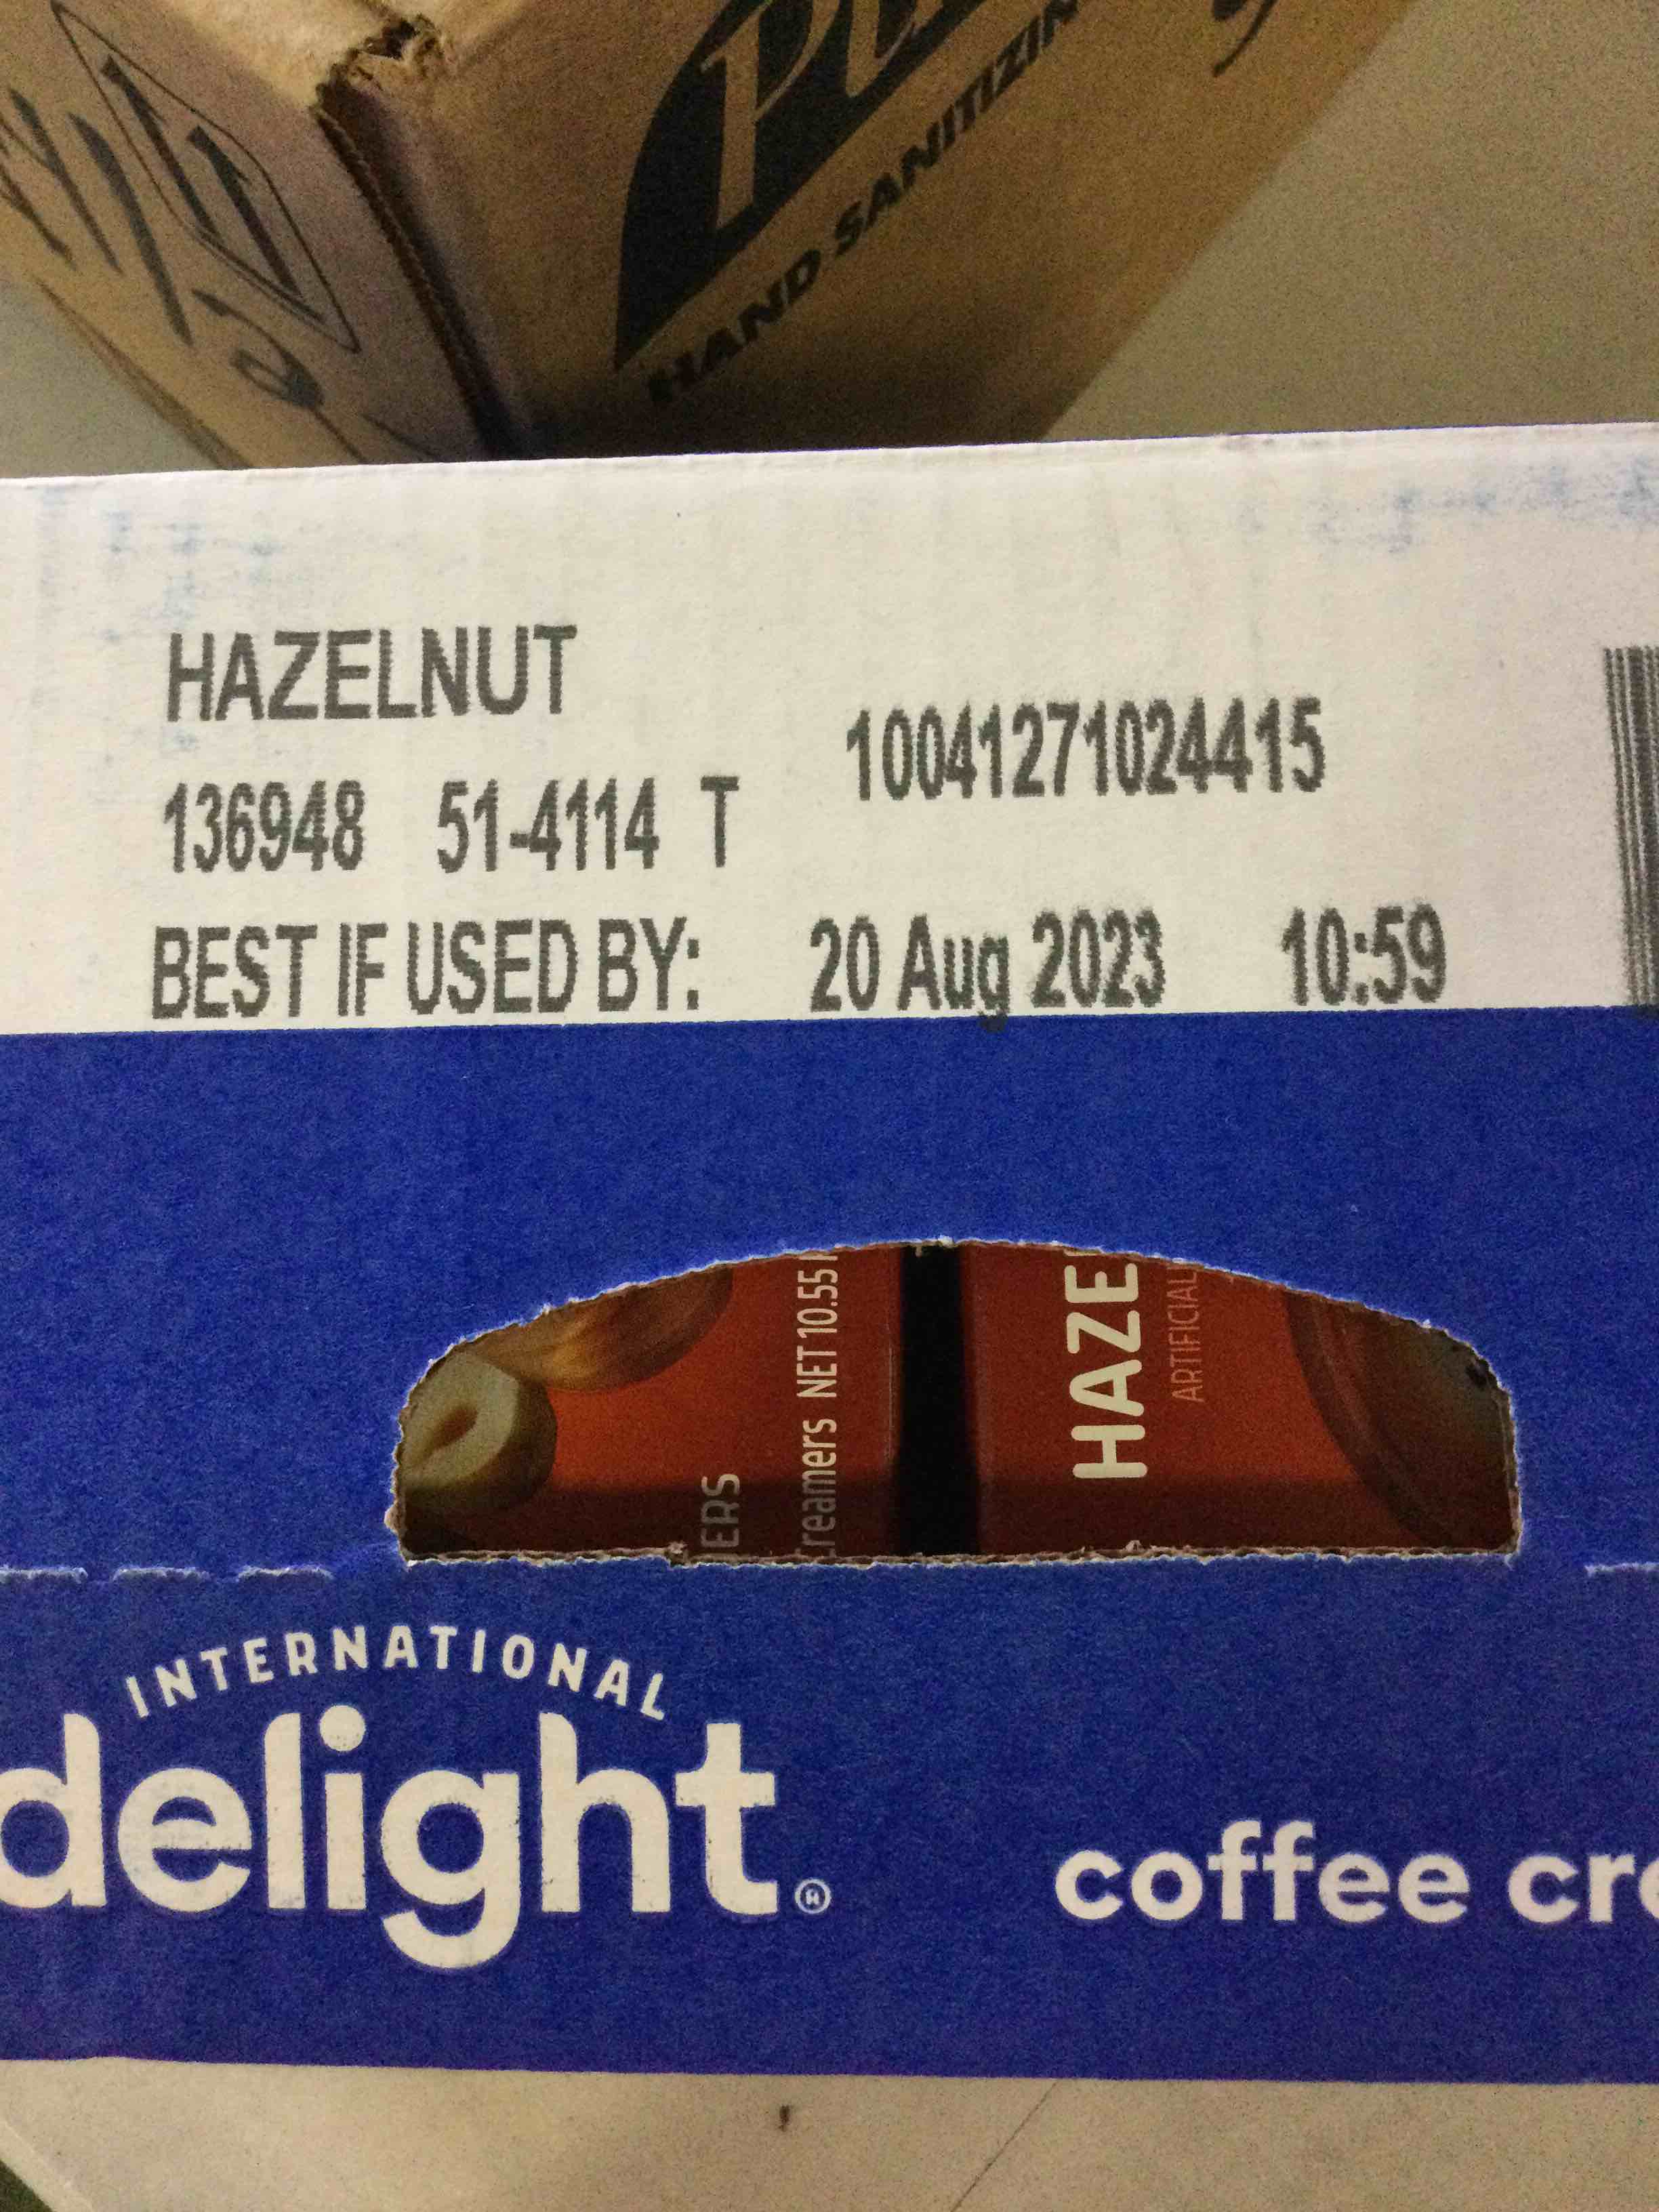 HAND SANITIZIN
HAZELNUT
136948 51-4114 T
10041271024415
BEST IF USED BY: 20 Aug 2023 10:59
ERS
creamers NET 10.55
HAZE
ARTIFICIAL
INTERNATIONAL
delight®
coffee cre